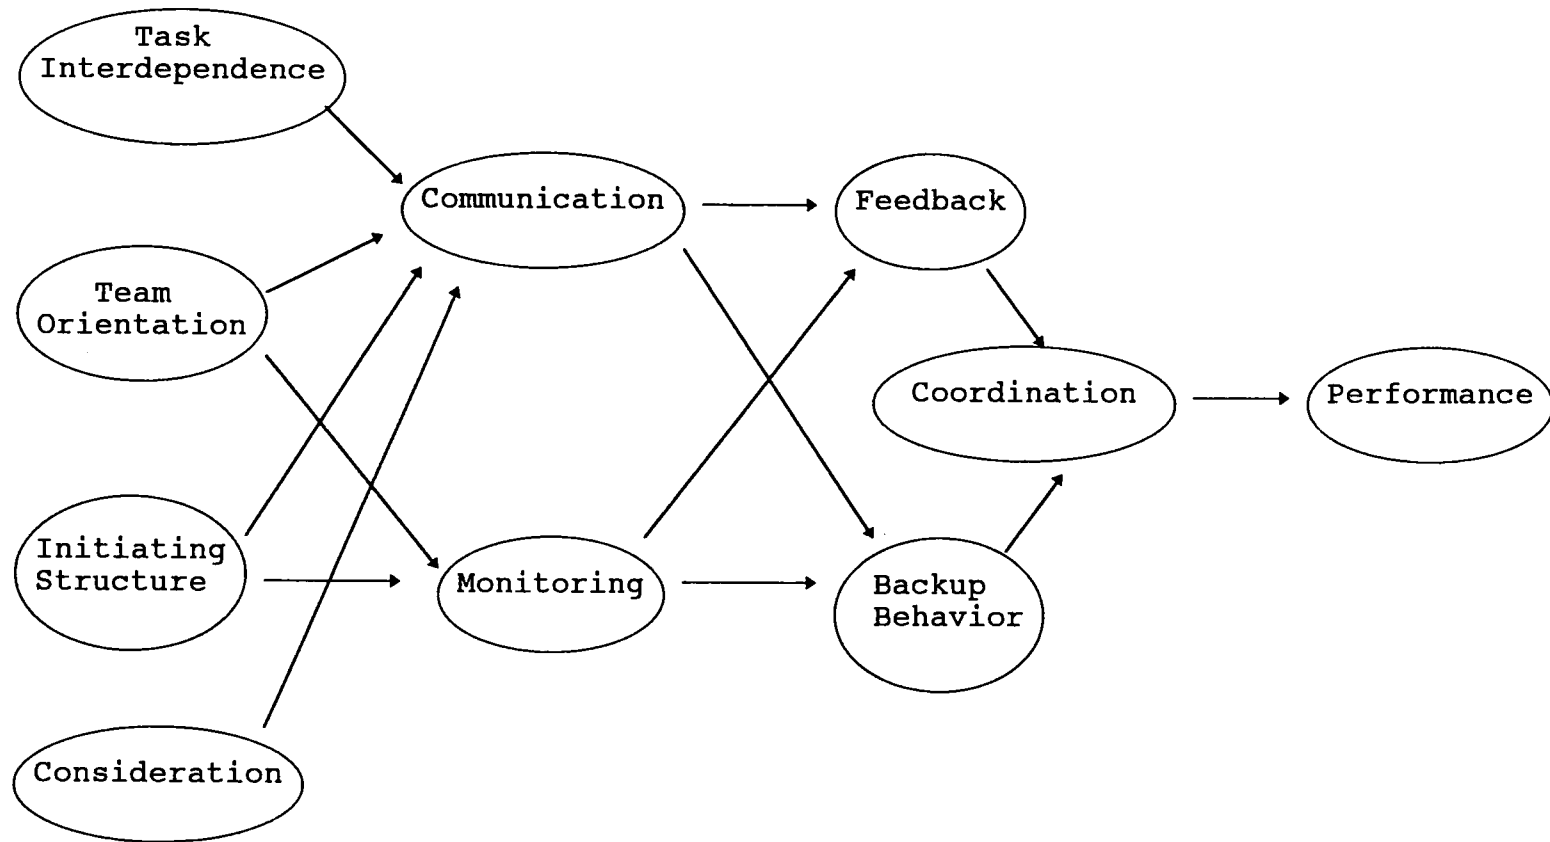 Task
Interdependence
Communication
Feedback
Team
Orientation
Coordination
Performance
Initiating
Structure
Monitoring
Backup
Behavior
Consideration